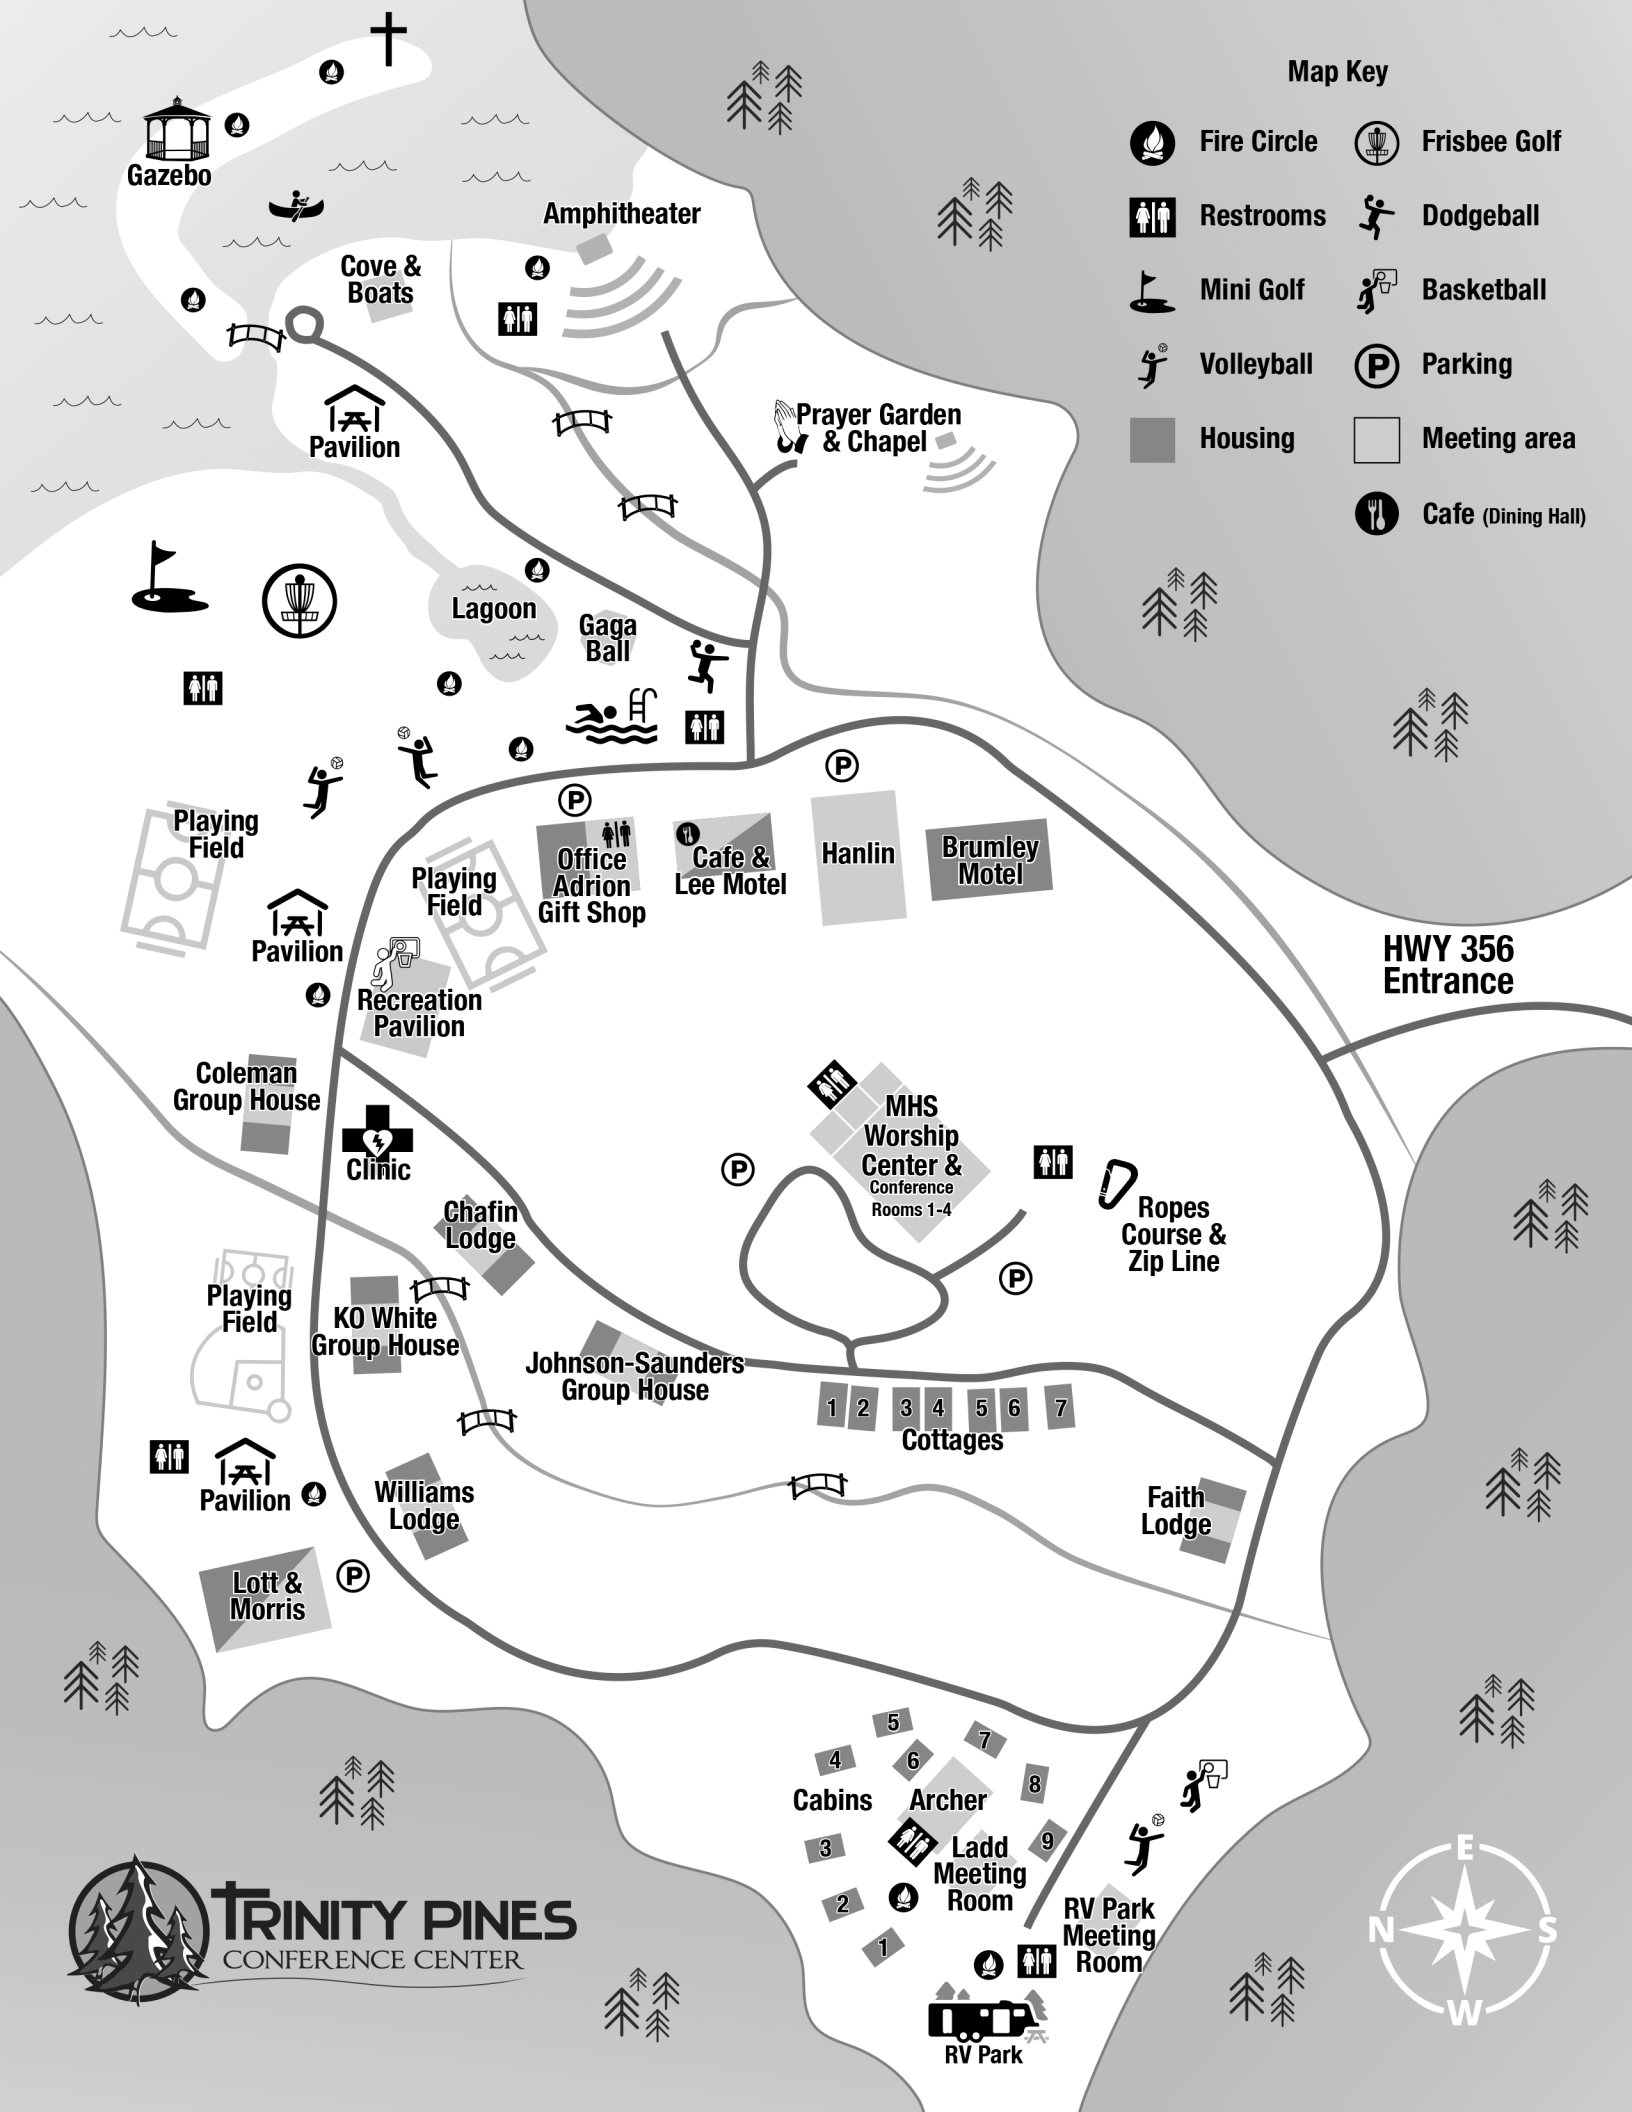 Map Key
Fire Circle
Frisbee Golf
Restrooms
Dodgeball
Mini Golf
Basketball
Volleyball
P
Parking
Housing
Meeting area
Cafe (Dining Hall)
Gazebo
Amphitheater
Cove &
Boats
Pavilion
Prayer Garden
& Chapel
Lagoon
Gaga
Ball
P
P
Playing
Field
Playing
Field
Office
Adrion
Gift Shop
Cafe &
Lee Motel
Hanlin
Brumley
Motel
Pavilion
HWY 356
Entrance
Recreation
Pavilion
Coleman
Group House
Clinic
MHS
Worship
Center &
Conference
Rooms 1-4
P
Ropes
Course &
Zip Line
P
Chafin
Lodge
Playing
Field
KO White
Group House
Johnson-Saunders
Group House
1 2 3 4 5 6 7
Cottages
Pavilion
Williams
Lodge
Faith
Lodge
P
Lott &
Morris
5
7
4
6
8
Cabins
Archer
3
9
Ladd
Meeting
Room
2
1
RV Park
Meeting
Room
RV Park
TRINITY PINES
CONFERENCE CENTER
E
N
S
W